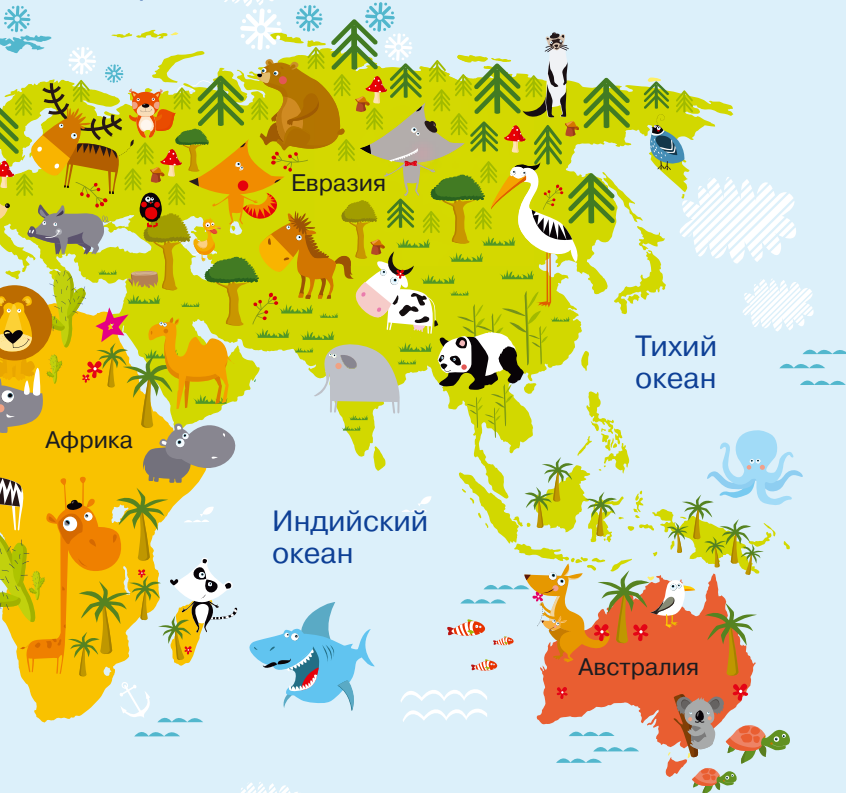 Евразия
Тихий
океан
Африка
Индийский
океан
Австралия